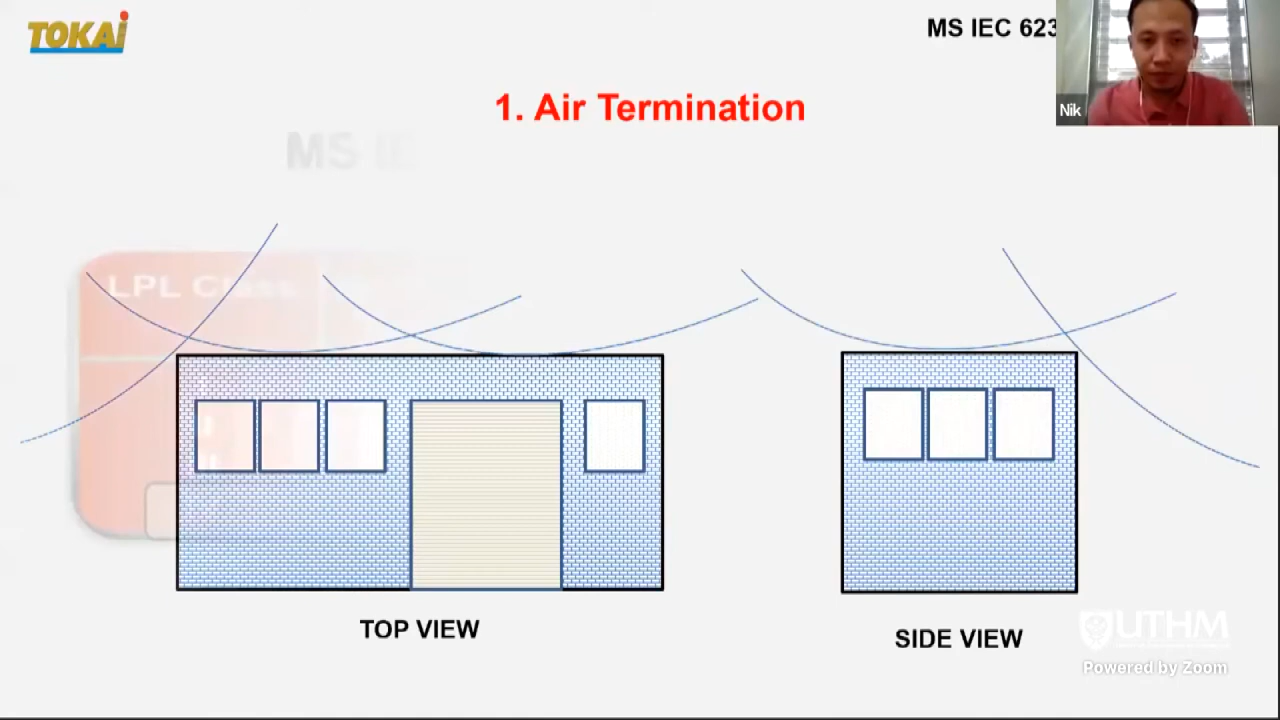 TOKAI
MS IEC 623
1. Air Termination
Nik
MS IE
LPL Class
TOP VIEW
SIDE VIEW
UTHM
Powered by Zoom